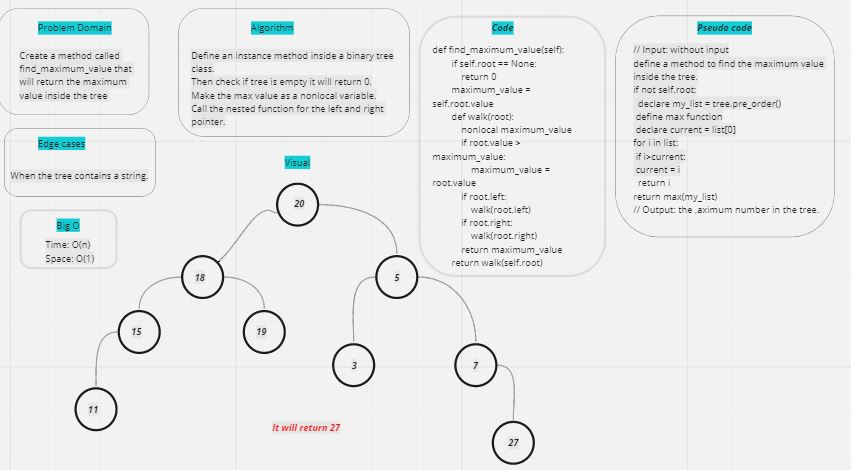 Problem Domain
Create a method called
find_maximum_value that
will return the maximum
value inside the tree
Edge cases
When the tree contains a string.
Big O
Time: O(n)
Space: O(1)
Algorithm
Define an instance method inside a binary tree
class.
Then check if tree is empty it will return 0.
Make the max value as a nonlocal variable.
Call the nested function for the left and right
pointer.
Visual
20
18
5
15
19
3
7
11
27
It will return 27
Code
def find_maximum_value(self):
if self.root == None:
return 0
maximum_value =
self.root.value
def walk(root):
nonlocal maximum_value
if root.value >
maximum_value:
maximum_value =
root.value
if root.left:
walk(root.left)
if root.right:
walk(root.right)
return maximum_value
return walk(self.root)
Pseudo code
// Input: without input
define a method to find the maximum value
inside the tree.
if not self.root:
declare my_list = tree.pre_order()
define max function
declare current = list[0]
for i in list:
if i>current:
current = i
return i
return max(my_list)
// Output: the .aximum number in the tree.